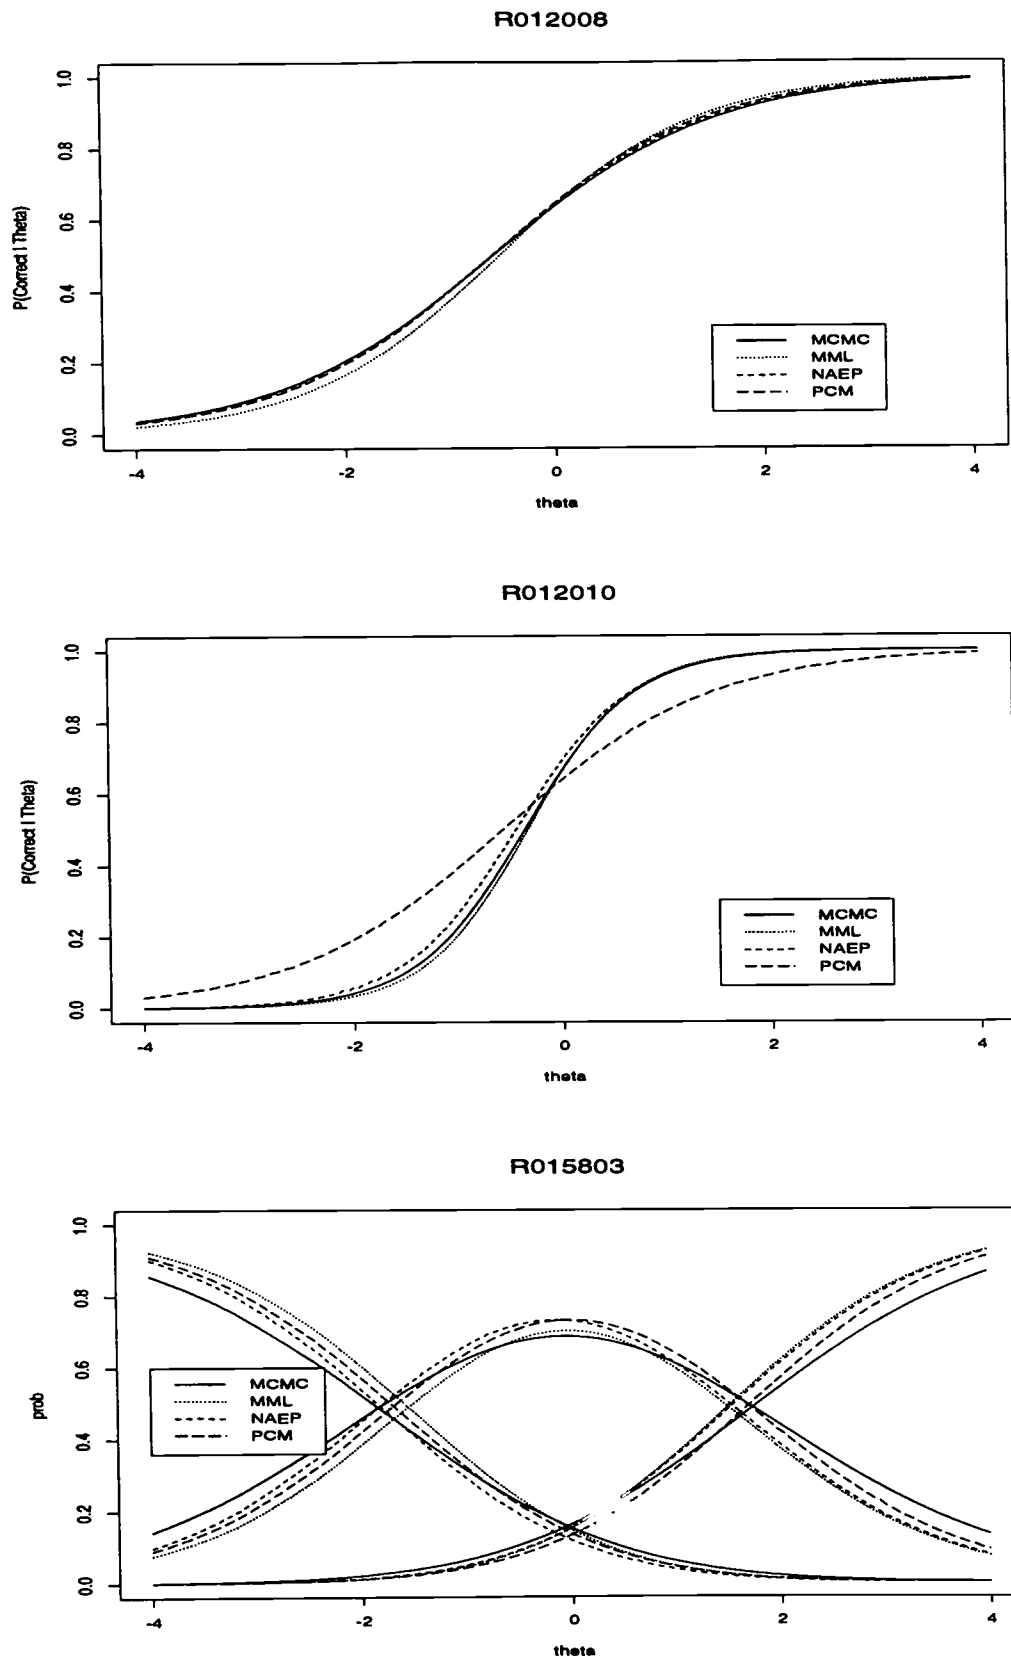 R012008
1.0
0.8
0.6
0.4
0.2
0.0
P(Correct | Theta)
MCMC
MML
NAEP
PCM
-4 -2 0 2 4
theta
R012010
1.0
0.8
0.6
0.4
0.2
0.0
P(Correct | Theta)
MCMC
MML
NAEP
PCM
-4 -2 0 2 4
theta
R015803
1.0
0.8
0.6
0.4
0.2
0.0
prob
MCMC
MML
NAEP
PCM
-4 -2 0 2 4
theta